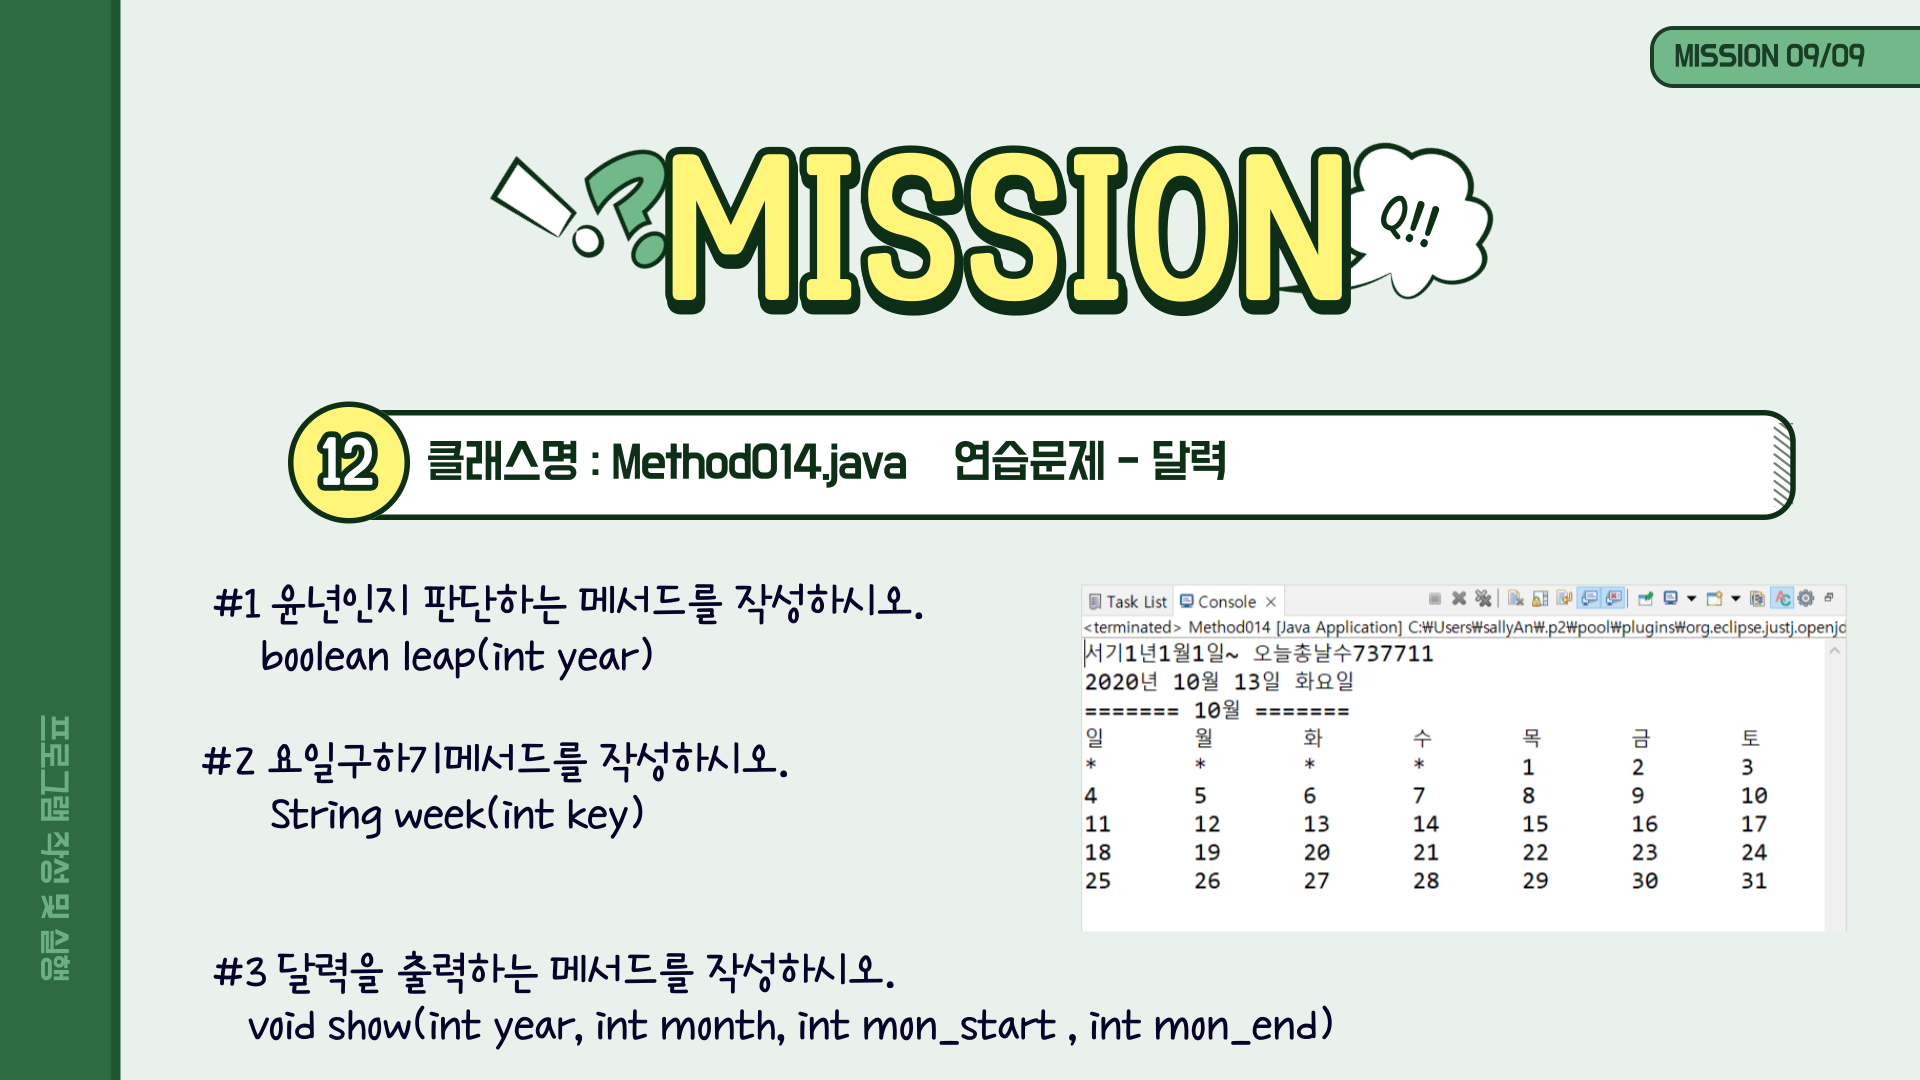 MISSION 09/09
MISSION
Q!!
12 클래스명 : Method014.java 연습문제 - 달력
#1 윤년인지 판단하는 메서드를 작성하시오.
boolean leap(int year)
#2 요일구하기메서드를 작성하시오.
String week(int key)
#3 달력을 출력하는 메서드를 작성하시오.
void show(int year, int month, int mon_start , int mon_end)
Task List Console
<terminated> Method014 [Java Application] C:₩Users₩sallyAn₩.p2₩pool₩plugins₩org.eclipse.justj.openjd
서기1년1월1일~ 오늘총날수737711
2020년 10월 13일 화요일
======= 10월 =======
일 월 화 수 목 금 토
* * * * 1 2 3
4 5 6 7 8 9 10
11 12 13 14 15 16 17
18 19 20 21 22 23 24
25 26 27 28 29 30 31
프로그램 작성 및 실행